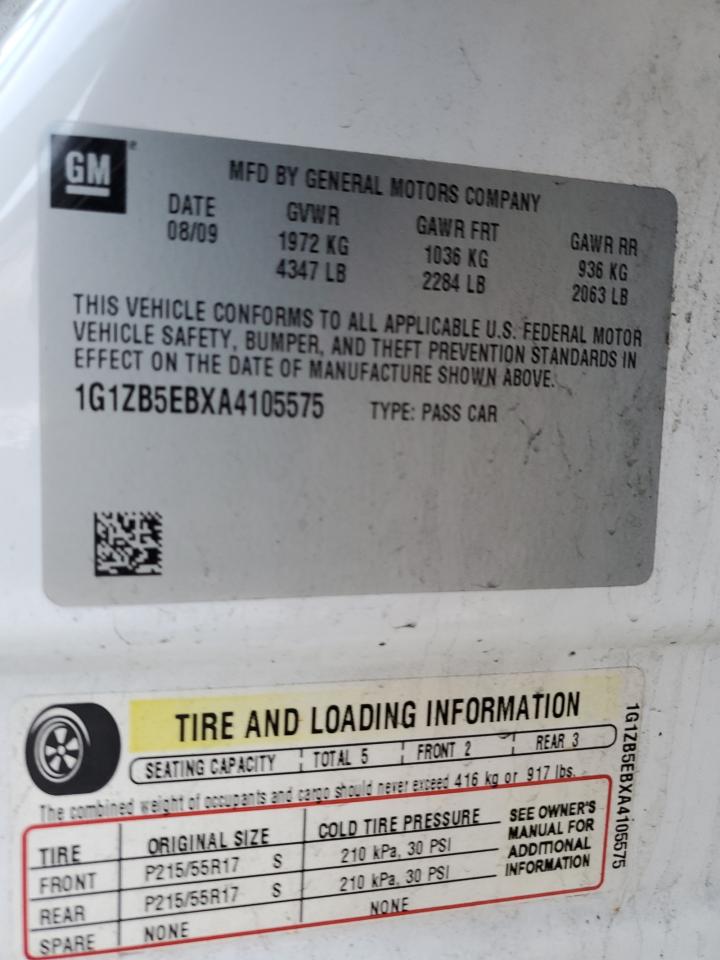 GM
MFD BY GENERAL MOTORS COMPANY
DATE GVWR GAWR FRT GAWR RR
08/09 1972 KG 1036 KG 936 KG
4347 LB 2284 LB 2063 LB
THIS VEHICLE CONFORMS TO ALL APPLICABLE U.S. FEDERAL MOTOR
VEHICLE SAFETY, BUMPER, AND THEFT PREVENTION STANDARDS IN
EFFECT ON THE DATE OF MANUFACTURE SHOWN ABOVE.
1G1ZB5EBXA4105575 TYPE: PASS CAR
TIRE AND LOADING INFORMATION
SEATING CAPACITY TOTAL 5 FRONT 2 REAR 3
The combined weight of occupants and cargo should never exceed 416 kg or 917 lbs.
TIRE ORIGINAL SIZE COLD TIRE PRESSURE
FRONT P215/55R17 S 210 kPa, 30 PSI
REAR P215/55R17 S 210 kPa, 30 PSI
SPARE NONE NONE
SEE OWNER'S
MANUAL FOR
ADDITIONAL
INFORMATION
1G1ZB5EBXA4105575